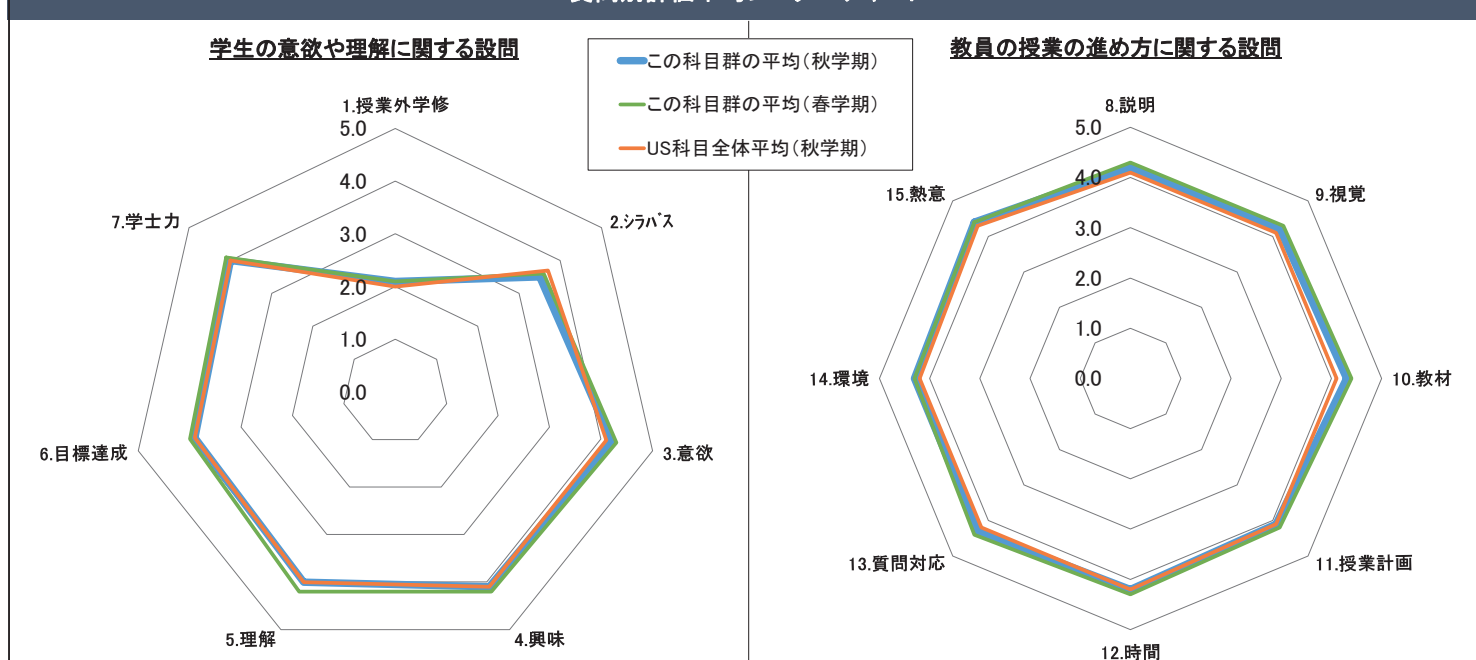 学生の意欲や理解に関する設問
この科目群の平均(秋学期)
この科目群の平均(春学期)
US科目全体平均(秋学期)
教員の授業の進め方に関する設問
1.授業外学修
5.0
4.0
3.0
2.0
1.0
0.0
2.ｼﾗﾊﾞｽ
3.意欲
4.興味
5.理解
6.目標達成
7.学士力
8.説明
5.0
4.0
3.0
2.0
1.0
0.0
9.視覚
10.教材
11.授業計画
12.時間
13.質問対応
14.環境
15.熱意